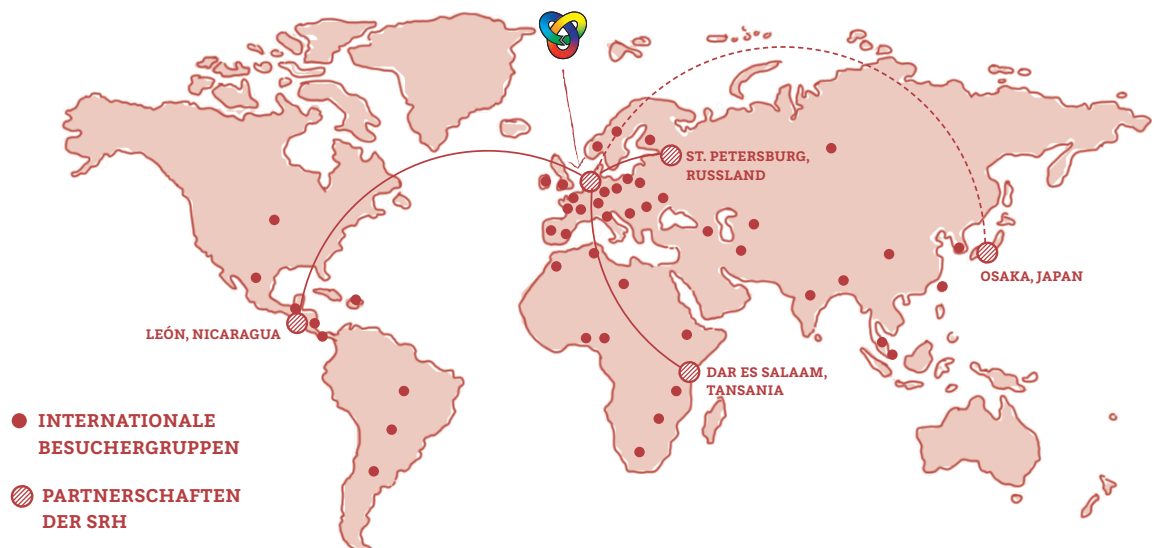 ST. PETERSBURG,
RUSSLAND
OSAKA, JAPAN
LEÓN, NICARAGUA
DAR ES SALAAM,
TANSANIA
INTERNATIONALE
BESUCHERGRUPPEN
PARTNERSCHAFTEN
DER SRH